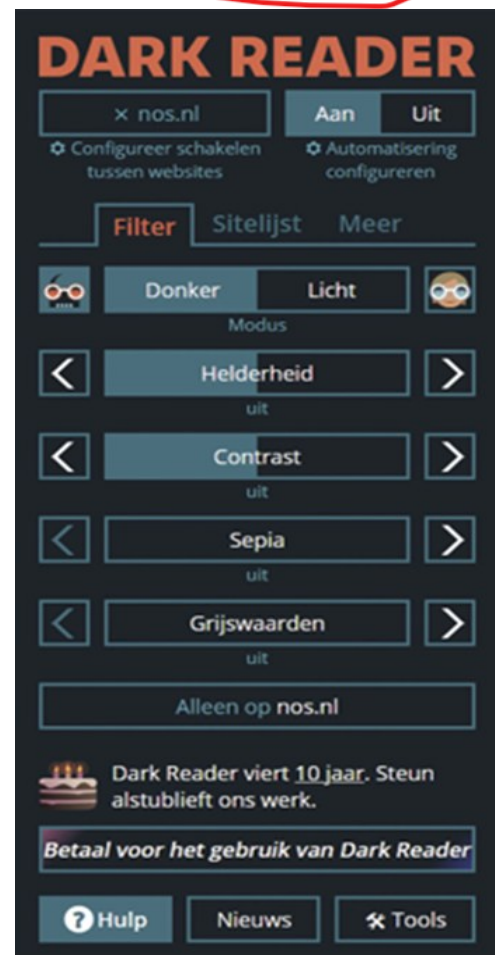 DARK READER
× nos.nl
Aan Uit
Configureer schakelen
tussen websites
Automatisering
configureren
Filter Sitelijst Meer
Donker Licht
Modus
< Helderheid >
uit
< Contrast >
uit
< Sepia >
uit
< Grijswaarden >
uit
Alleen op nos.nl
Dark Reader viert 10 jaar. Steun
alstublieft ons werk.
Betaal voor het gebruik van Dark Reader
? Hulp Nieuws Tools